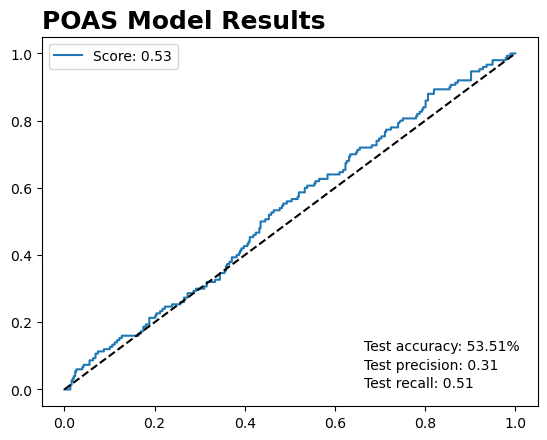 POAS Model Results
Score: 0.53
1.0
0.8
0.6
0.4
0.2
0.0
Test accuracy: 53.51%
Test precision: 0.31
Test recall: 0.51
0.0 0.2 0.4 0.6 0.8 1.0